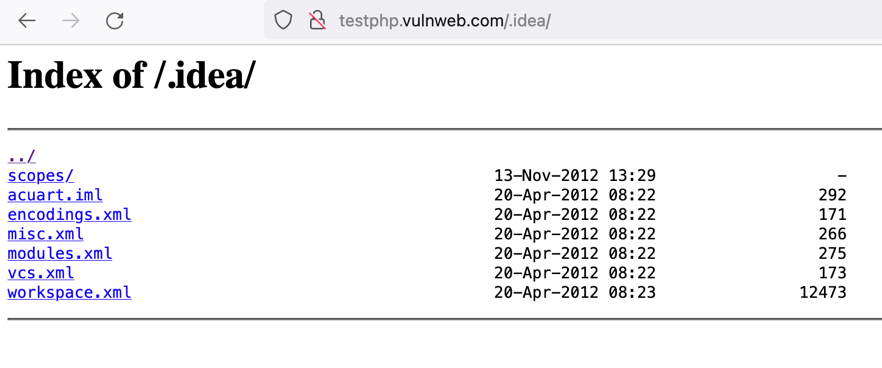 testphp.vulnweb.com/.idea/
Index of /.idea/
../
scopes/ 13-Nov-2012 13:29 -
acuart.iml 20-Apr-2012 08:22 292
encodings.xml 20-Apr-2012 08:22 171
misc.xml 20-Apr-2012 08:22 266
modules.xml 20-Apr-2012 08:22 275
vcs.xml 20-Apr-2012 08:22 173
workspace.xml 20-Apr-2012 08:23 12473